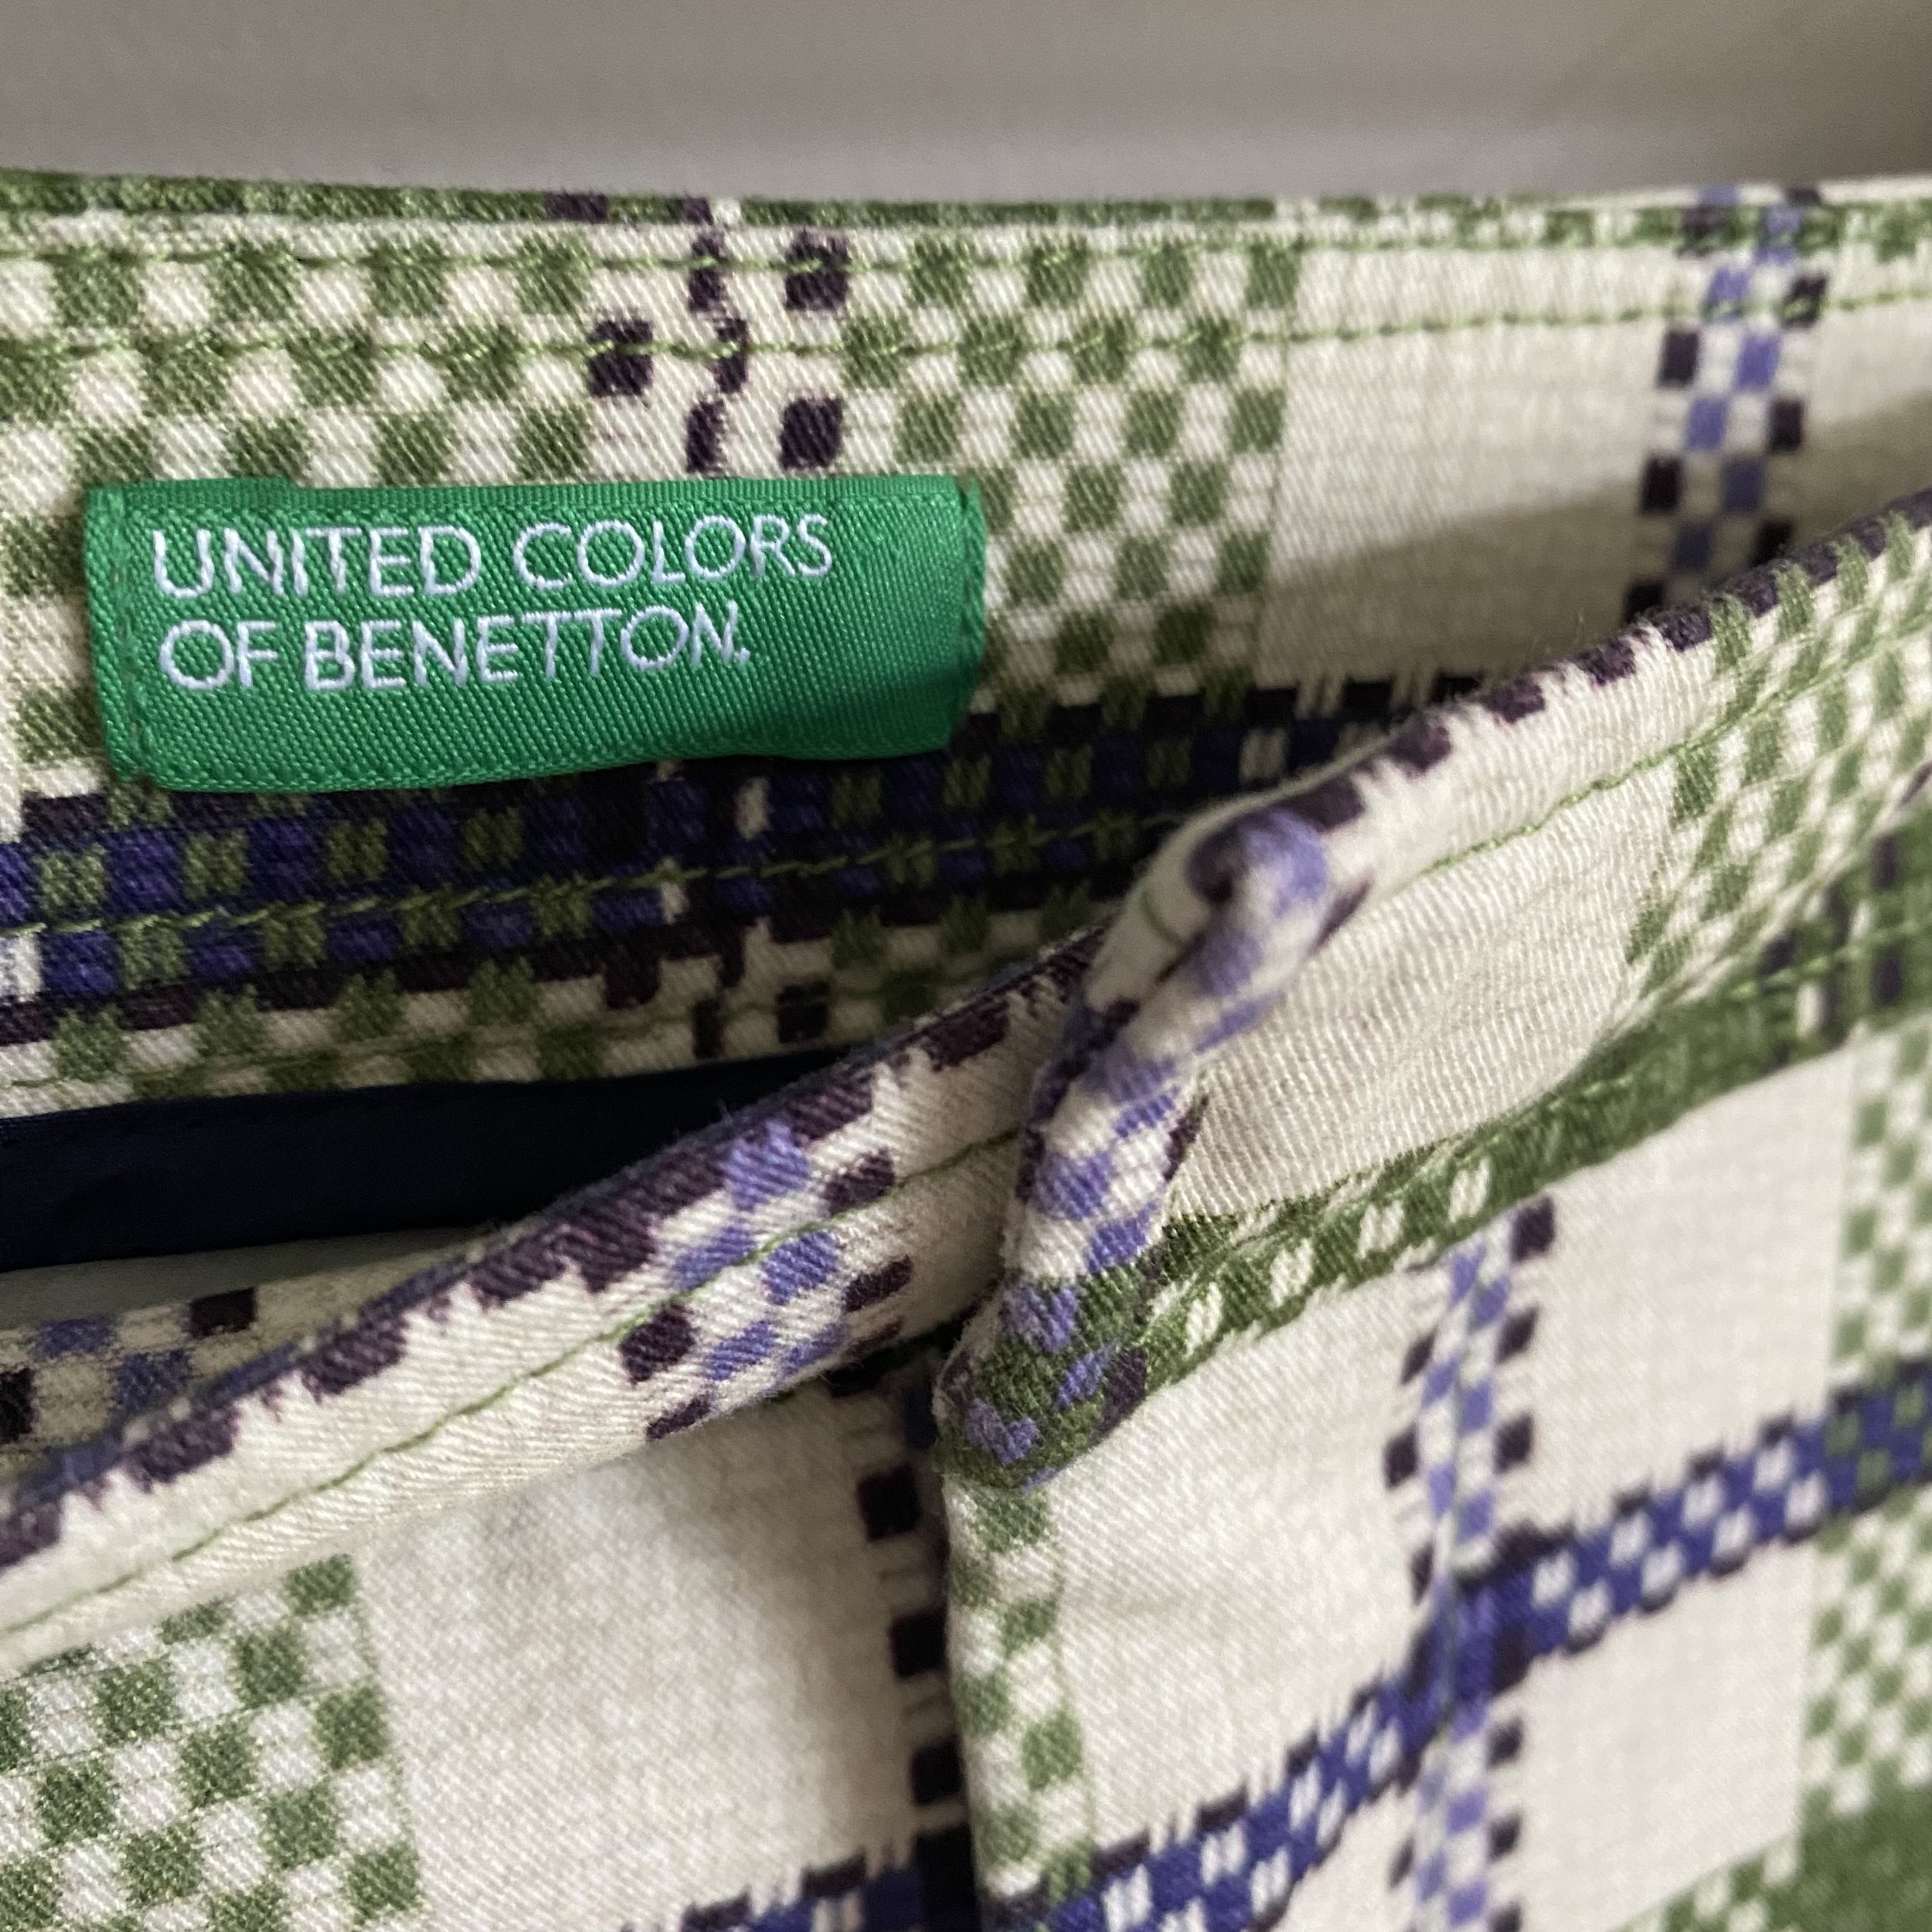 UNITED COLORS
OF BENETTON.